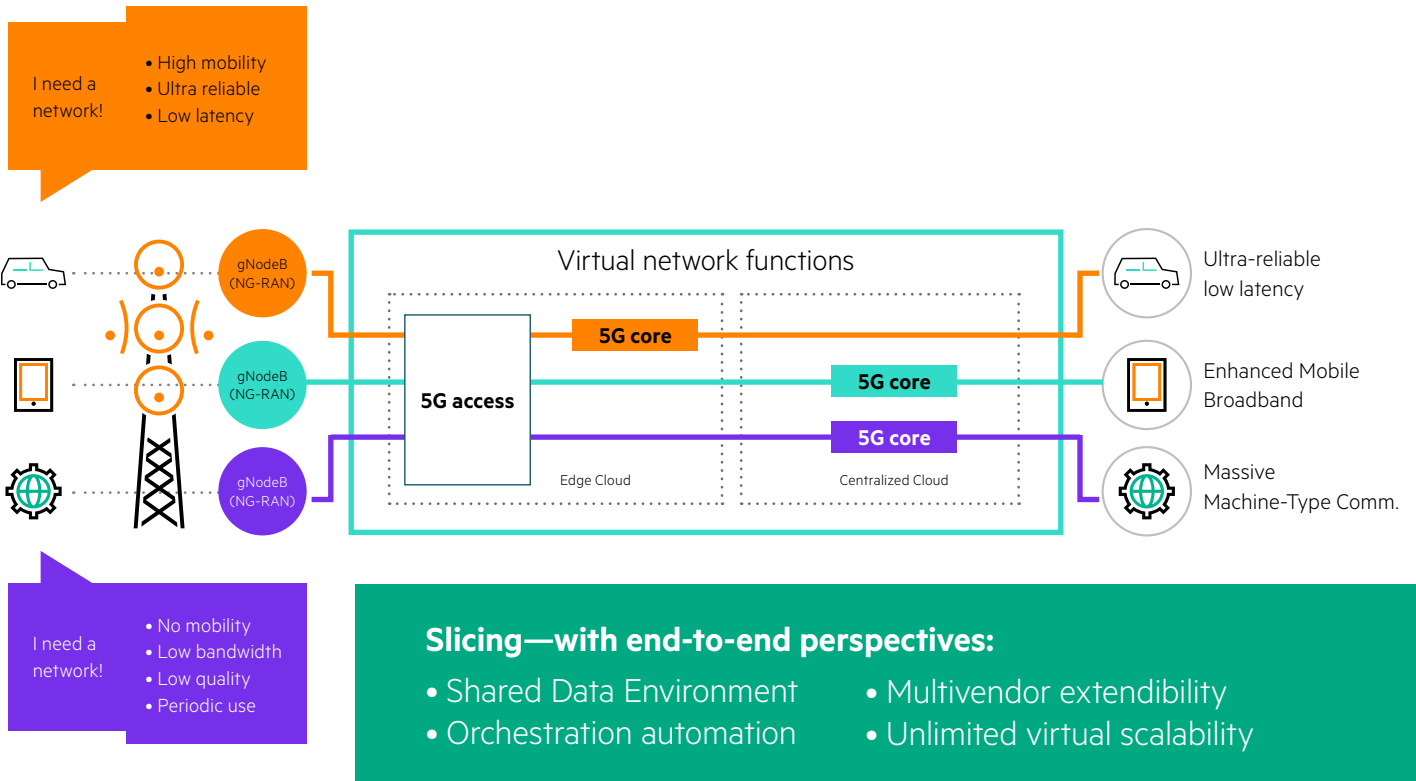 I need a
network!
• High mobility
• Ultra reliable
• Low latency
gNodeB
(NG-RAN)
gNodeB
(NG-RAN)
gNodeB
(NG-RAN)
Virtual network functions
5G access
5G core
5G core
5G core
Edge Cloud
Centralized Cloud
Ultra-reliable
low latency
Enhanced Mobile
Broadband
Massive
Machine-Type Comm.
I need a
network!
• No mobility
• Low bandwidth
• Low quality
• Periodic use
Slicing—with end-to-end perspectives:
• Shared Data Environment
• Orchestration automation
• Multivendor extendibility
• Unlimited virtual scalability